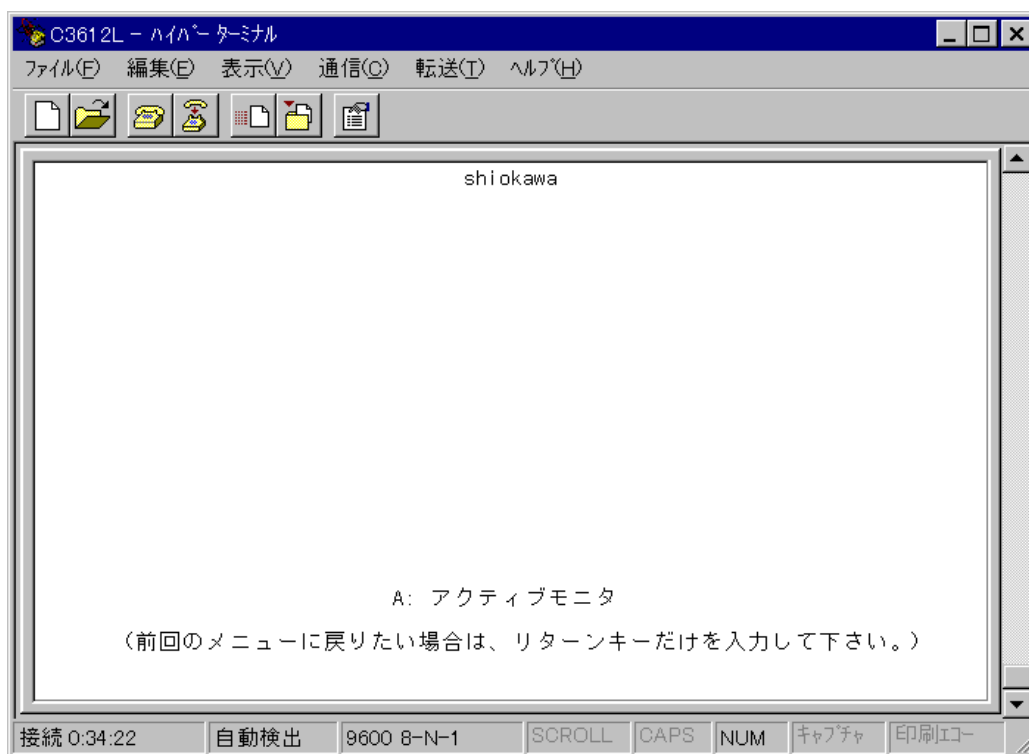 C3612L - ﾊｲﾊﾟｰ ﾀｰﾐﾅﾙ
ﾌｧｲﾙ(F) 編集(E) 表示(V) 通信(C) 転送(T) ﾍﾙﾌﾟ(H)
shiokawa
A: アクティブモニタ
(前回のメニューに戻りたい場合は、リターンキーだけを入力して下さい。)
接続 0:34:22 自動検出 9600 8-N-1 SCROLL CAPS NUM ｷｬﾌﾟﾁｬ 印刷ｴｺｰ